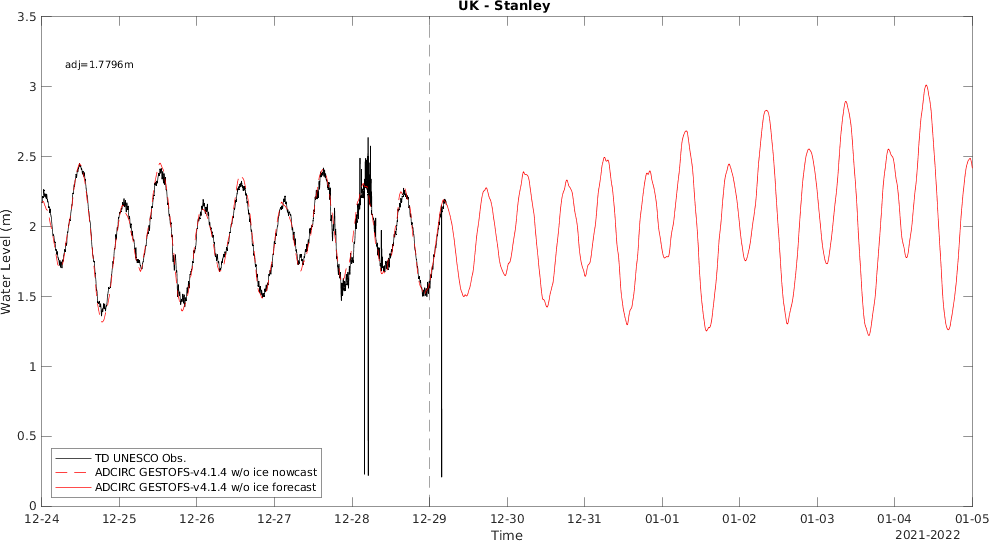 UK - Stanley
adj=1.7796m
Water Level (m)
3.5
3
2.5
2
1.5
1
0.5
0
TD UNESCO Obs.
ADCIRC GESTOFS-v4.1.4 w/o ice nowcast
ADCIRC GESTOFS-v4.1.4 w/o ice forecast
12-24 12-25 12-26 12-27 12-28 12-29 12-30 12-31 01-01 01-02 01-03 01-04 01-05
Time
2021-2022